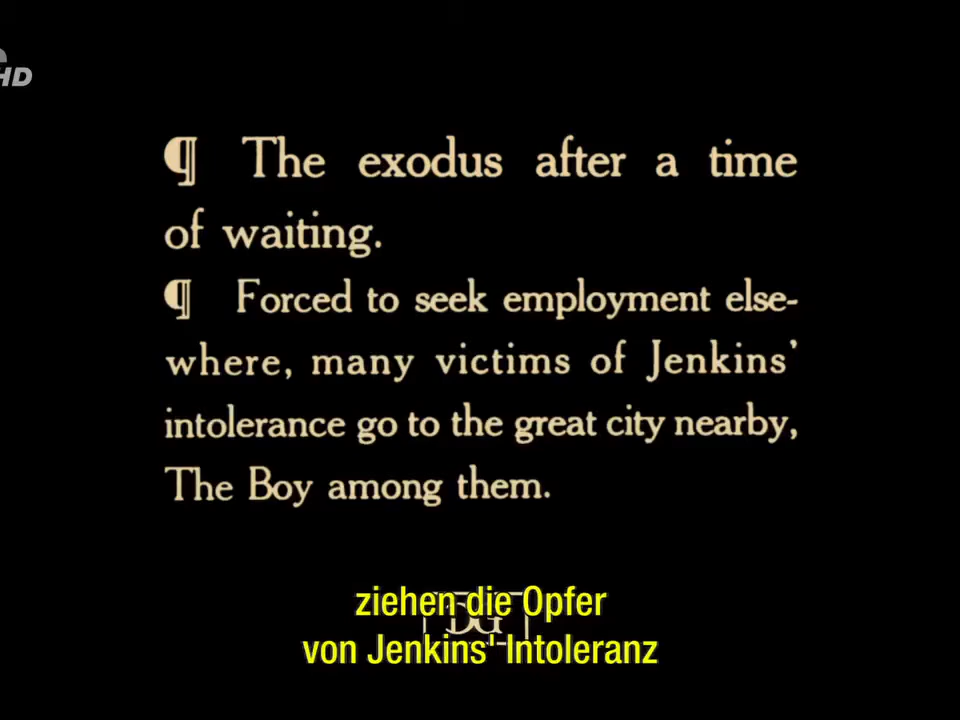 HD
¶ The exodus after a time
of waiting.
¶ Forced to seek employment else-
where, many victims of Jenkins'
intolerance go to the great city nearby,
The Boy among them.
DG
ziehen die Opfer
von Jenkins' Intoleranz